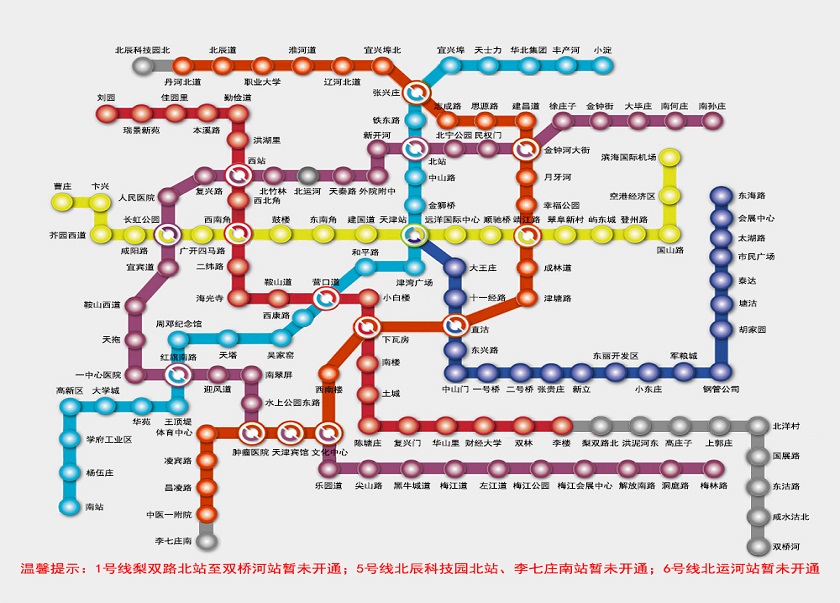 北辰科技园北 北辰道 淮河道 宜兴埠北 宜兴埠 天士力 华北集团 丰产河 小淀
丹河北道 职业大学 辽河北道
张兴庄
刘园 佳园里 勤俭道 志成路 思源路 建昌道 徐庄子 金钟街 大毕庄 南何庄 南孙庄
瑞景新苑 本溪路 铁东路
洪湖里 新开河 北宁公园 民权门
金钟河大街
西站 北站 滨海国际机场
复兴路 北竹林 北运河 天泰路 外院附中 中山路 月牙河
曹庄 卞兴 人民医院 西北角 金狮桥 幸福公园 空港经济区 东海路
长虹公园 西南角 鼓楼 东南角 建国道 天津站 远洋国际中心 顺驰桥 靖江路 翠阜新村 屿东城 登州路 会展中心
芥园西道 咸阳路 广开四马路 和平路 国山路 太湖路
宜宾道 二纬路 津湾广场 大王庄 成林道 市民广场
鞍山道 营口道 泰达
鞍山西道 海光寺 小白楼 十一经路 津塘路 塘沽
西康路
周邓纪念馆 下瓦房 直沽 胡家园
天拖 天塔 吴家窑 东兴路
红旗南路 南楼 东丽开发区 军粮城
一中心医院 迎风道 南翠屏 西南楼 中山门 一号桥 二号桥 张贵庄 新立 小东庄 钢管公司
高新区 大学城 土城
华苑 王顶堤 水上公园东路
体育中心 北洋村
学府工业区 肿瘤医院 天津宾馆 文化中心 陈塘庄 复兴门 华山里 财经大学 双林 李楼 梨双路北 洪泥河东 高庄子 上郭庄
凌宾路 国展路
杨伍庄 昌凌路 乐园道 尖山路 黑牛城道 梅江道 左江道 梅江公园 梅江会展中心 解放南路 洞庭路 梅林路 东沽路
南站 中医一附院 咸水沽北
李七庄南 双桥河
温馨提示：1号线梨双路北站至双桥河站暂未开通；5号线北辰科技园北站、李七庄南站暂未开通；6号线北运河站暂未开通